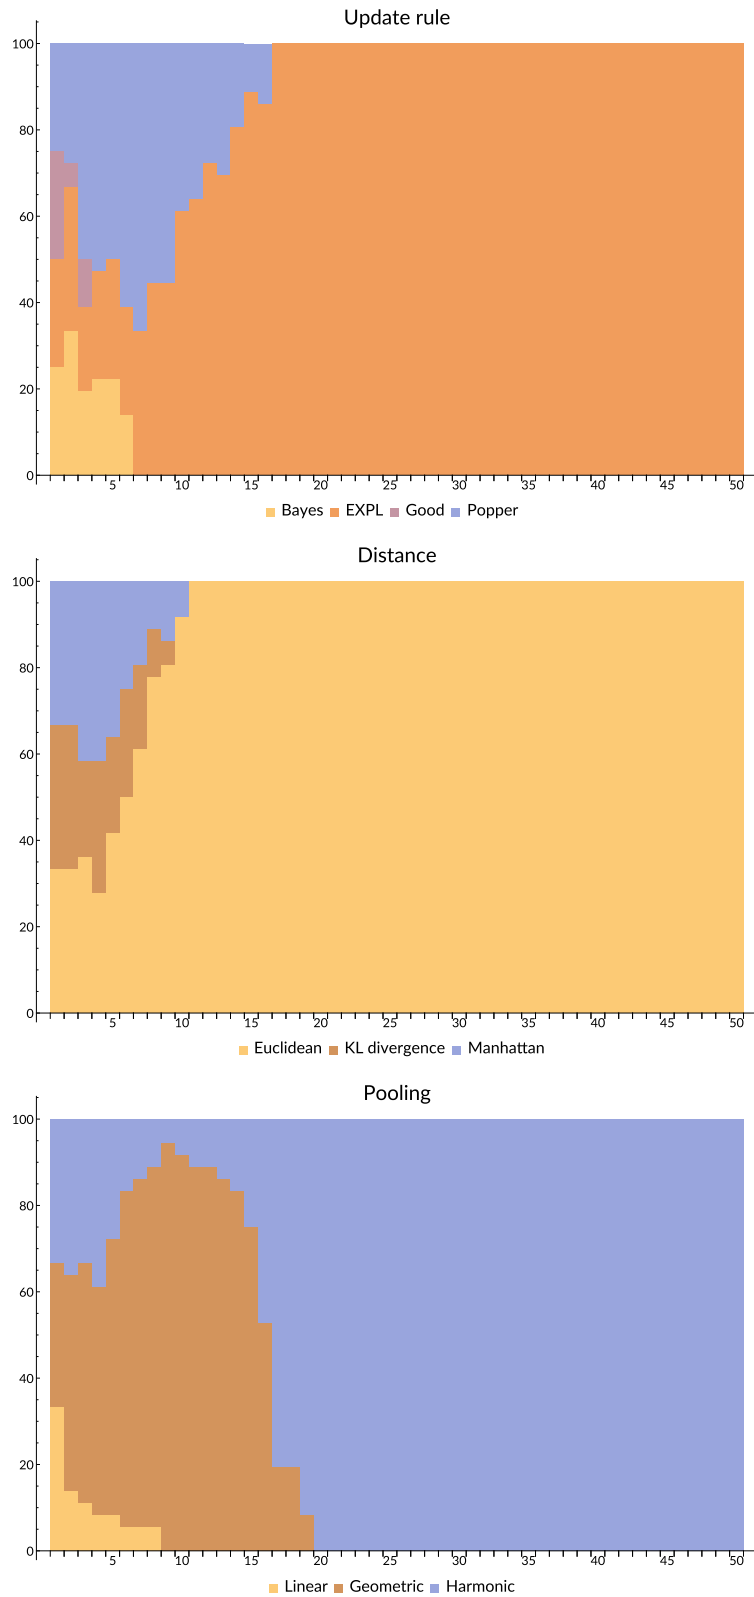 Update rule
100
80
60
40
20
0
5 10 15 20 25 30 35 40 45 50
Bayes EXPL Good Popper
Distance
100
80
60
40
20
0
5 10 15 20 25 30 35 40 45 50
Euclidean KL divergence Manhattan
Pooling
100
80
60
40
20
0
5 10 15 20 25 30 35 40 45 50
Linear Geometric Harmonic